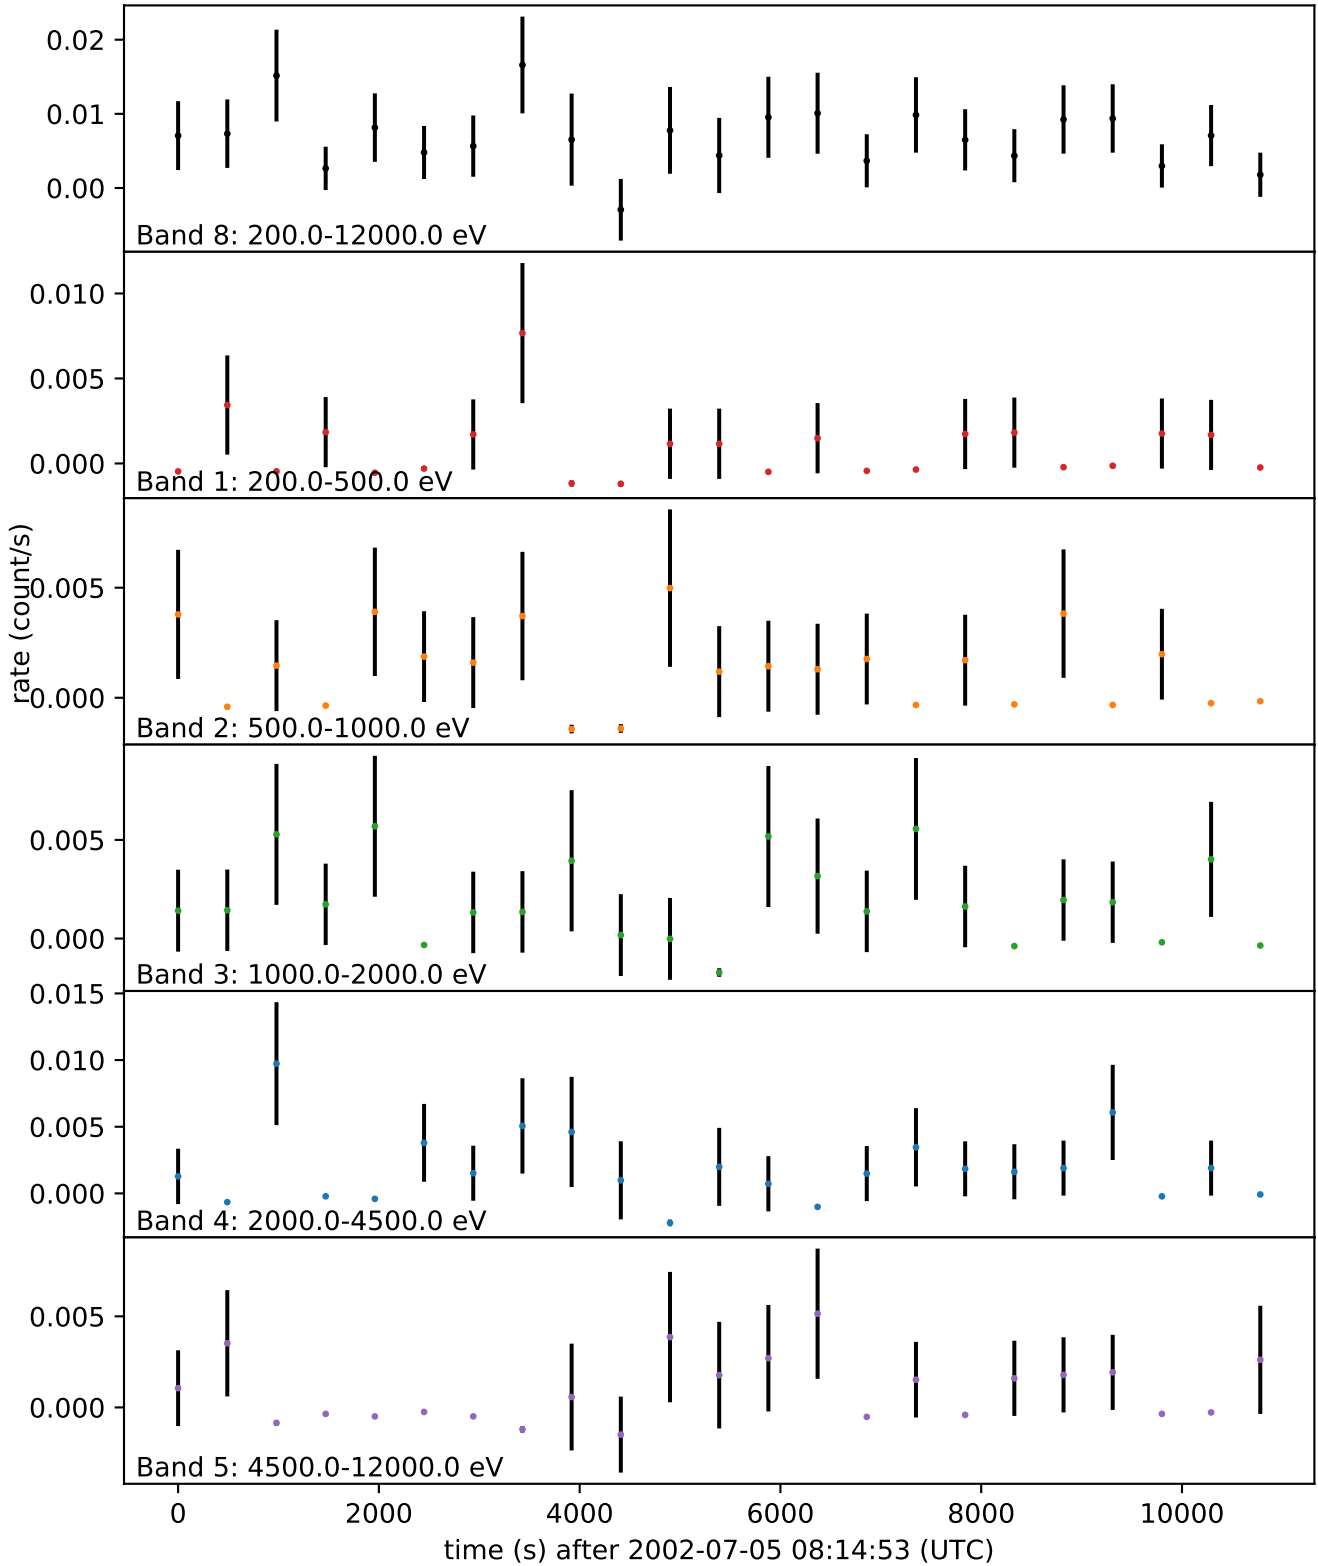 0.02
0.01
0.00
Band 8: 200.0-12000.0 eV
0.010
0.005
0.000
Band 1: 200.0-500.0 eV
rate (count/s)
0.005
0.000
Band 2: 500.0-1000.0 eV
0.005
0.000
Band 3: 1000.0-2000.0 eV
0.015
0.010
0.005
0.000
Band 4: 2000.0-4500.0 eV
0.005
0.000
Band 5: 4500.0-12000.0 eV
0 2000 4000 6000 8000 10000
time (s) after 2002-07-05 08:14:53 (UTC)